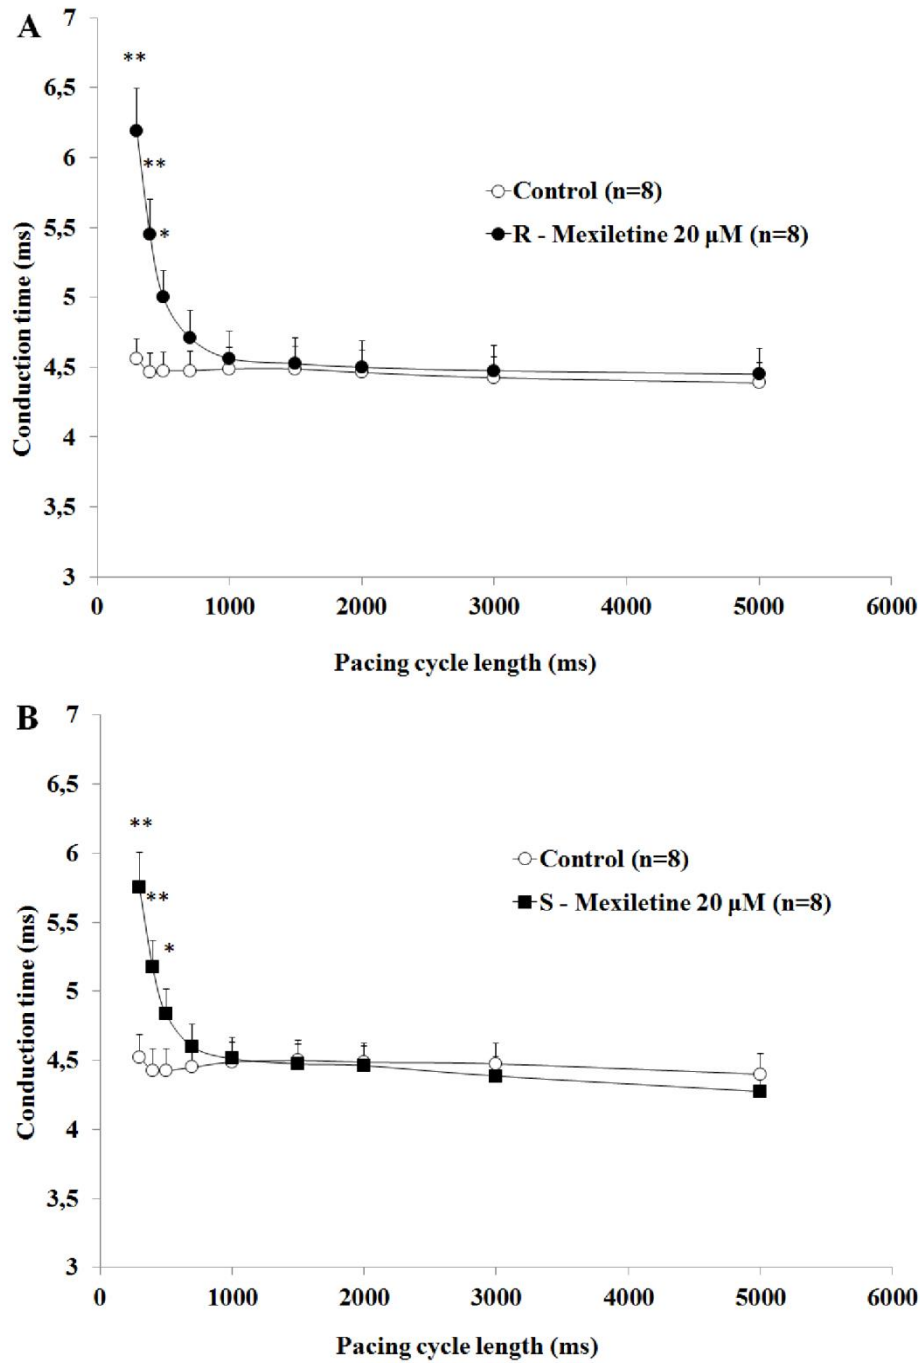 A
7
6,5
6
5,5
5
4,5
4
3,5
3
**
**
*
Control (n=8)
R - Mexiletine 20 µM (n=8)
Conduction time (ms)
0 1000 2000 3000 4000 5000 6000
Pacing cycle length (ms)
B
7
6,5
6
5,5
5
4,5
4
3,5
3
**
**
*
Control (n=8)
S - Mexiletine 20 µM (n=8)
Conduction time (ms)
0 1000 2000 3000 4000 5000 6000
Pacing cycle length (ms)